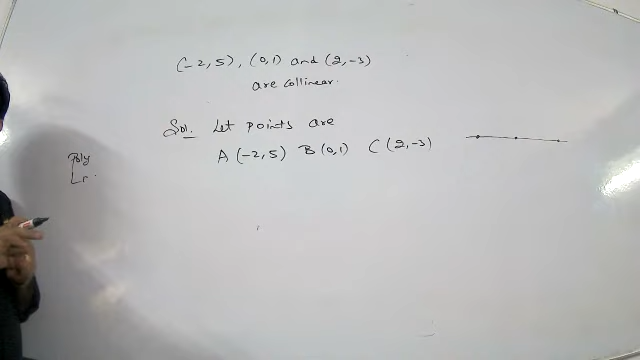 (-2, 5), (0,1) and (2, -3)
are collinear.
Sol. Let points are
A (-2, 5) B (0, 1) C (2, -3)